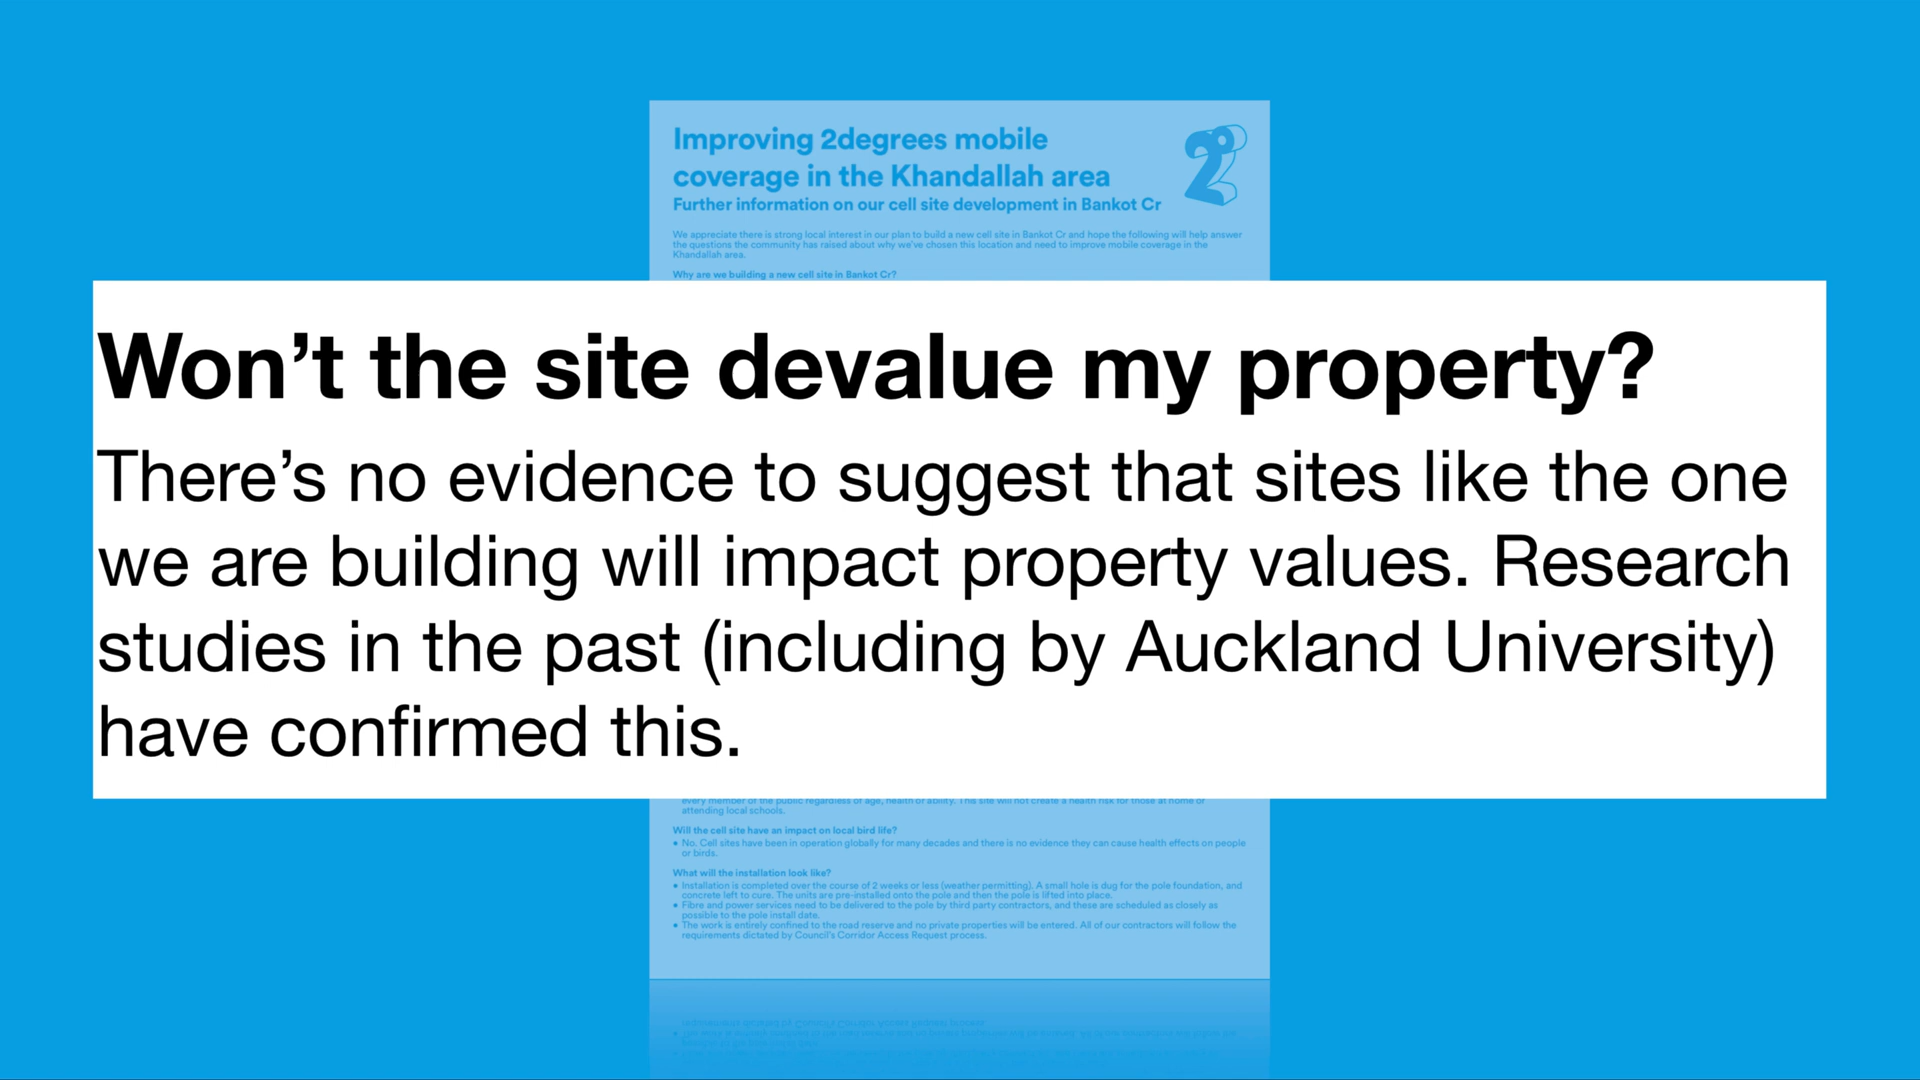 Improving 2degrees mobile
coverage in the Khandallah area
Further information on our cell site development in Bankot Cr
We appreciate there is strong local interest in our plan to build a new cell site in Bankot Cr and hope the following will help answer
the questions the community has raised about why we've chosen this location and need to improve mobile coverage in the
Khandallah area.
Why are we building a new cell site in Bankot Cr?
Won't the site devalue my property?
There's no evidence to suggest that sites like the one
we are building will impact property values. Research
studies in the past (including by Auckland University)
have confirmed this.
every member of the public regardless of age, health or ability. This site will not create a health risk for those at home or
attending local schools.
Will the cell site have an impact on local bird life?
• No. Cell sites have been in operation globally for many decades and there is no evidence they can cause health effects on people
or birds.
What will the installation look like?
• Installation is completed over the course of 2 weeks or less (weather permitting). A small hole is dug for the pole foundation, and
concrete left to cure. The units are pre-installed onto the pole and then the pole is lifted into place.
• Fibre and power services need to be delivered to the pole by third party contractors, and these are scheduled as closely as
possible to the pole install date.
• The work is entirely confined to the road reserve and no private properties will be entered. All of our contractors will follow the
requirements dictated by Council's Corridor Access Request process.